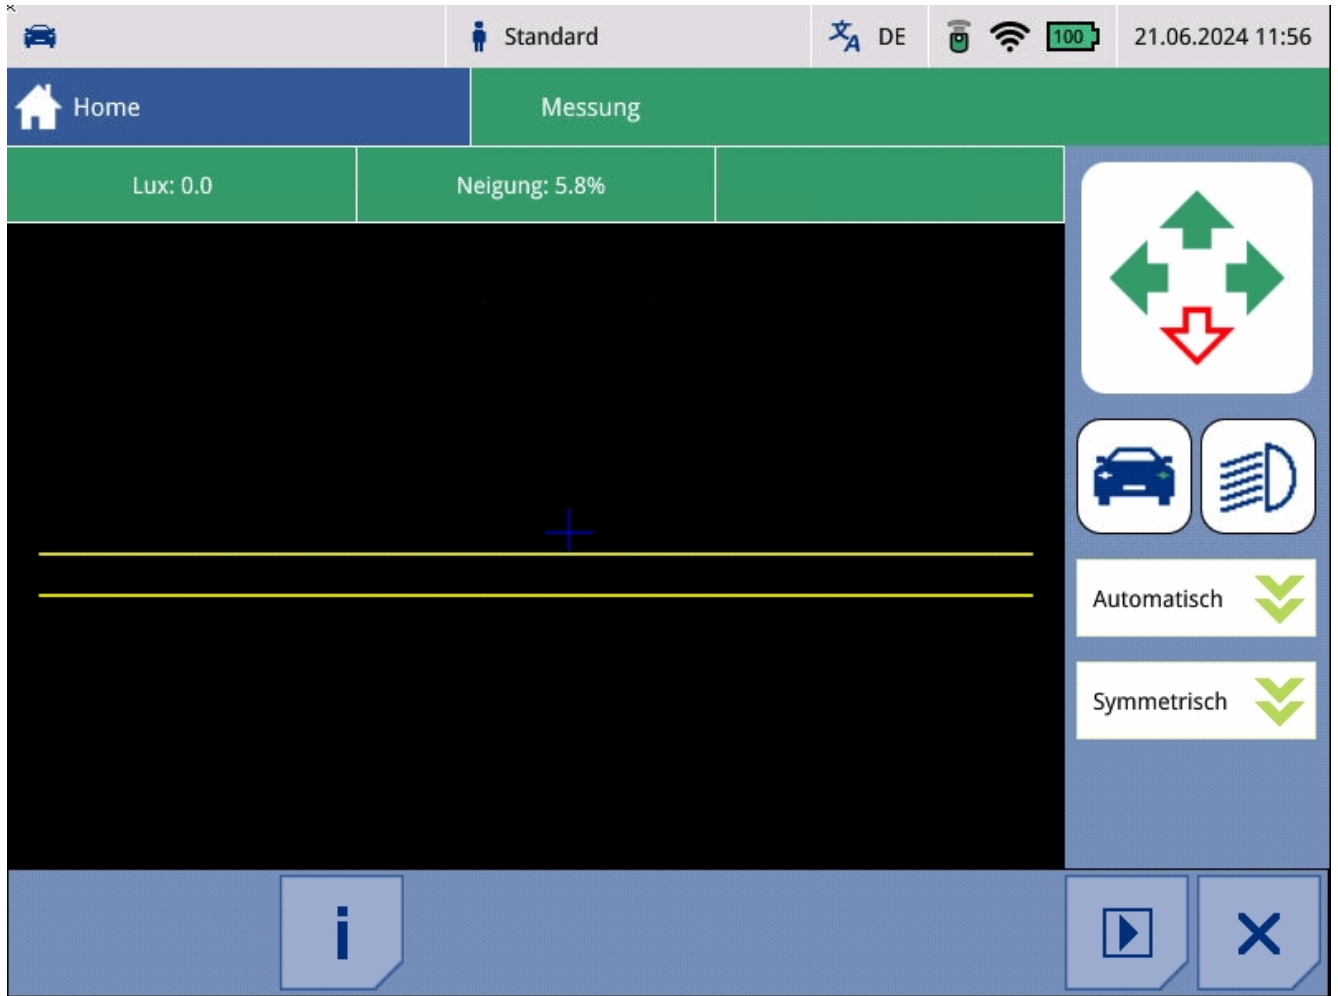 Standard
DE
100
21.06.2024 11:56
Home
Messung
Lux: 0.0
Neigung: 5.8%
Automatisch
Symmetrisch
i